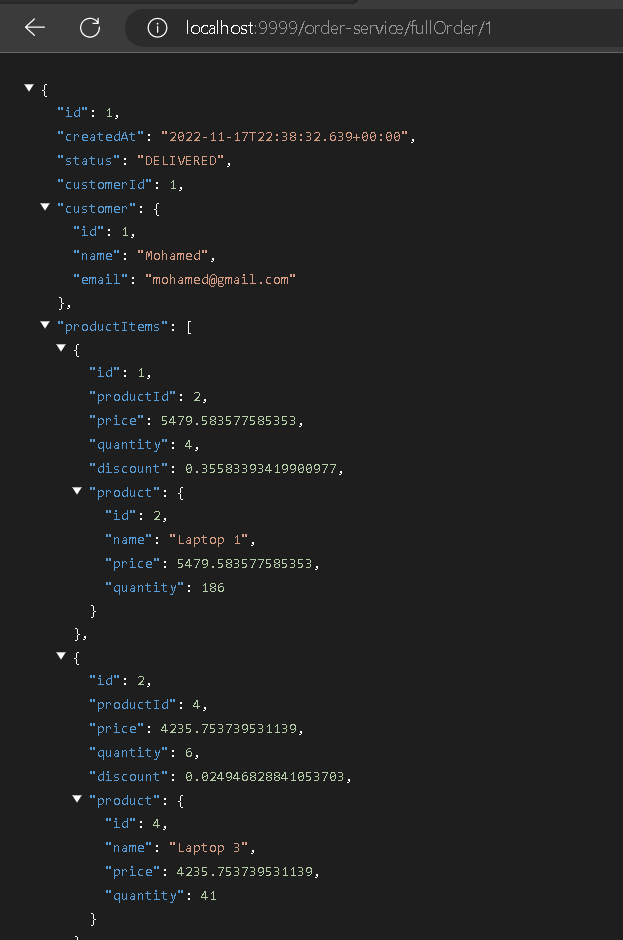 localhost:9999/order-service/fullOrder/1
{
"id": 1,
"createdAt": "2022-11-17T22:38:32.639+00:00",
"status": "DELIVERED",
"customerId": 1,
"customer": {
"id": 1,
"name": "Mohamed",
"email": "mohamed@gmail.com"
},
"productItems": [
{
"id": 1,
"productId": 2,
"price": 5479.583577585353,
"quantity": 4,
"discount": 0.35583393419900977,
"product": {
"id": 2,
"name": "Laptop 1",
"price": 5479.583577585353,
"quantity": 186
}
},
{
"id": 2,
"productId": 4,
"price": 4235.753739531139,
"quantity": 6,
"discount": 0.024946828841053703,
"product": {
"id": 4,
"name": "Laptop 3",
"price": 4235.753739531139,
"quantity": 41
}